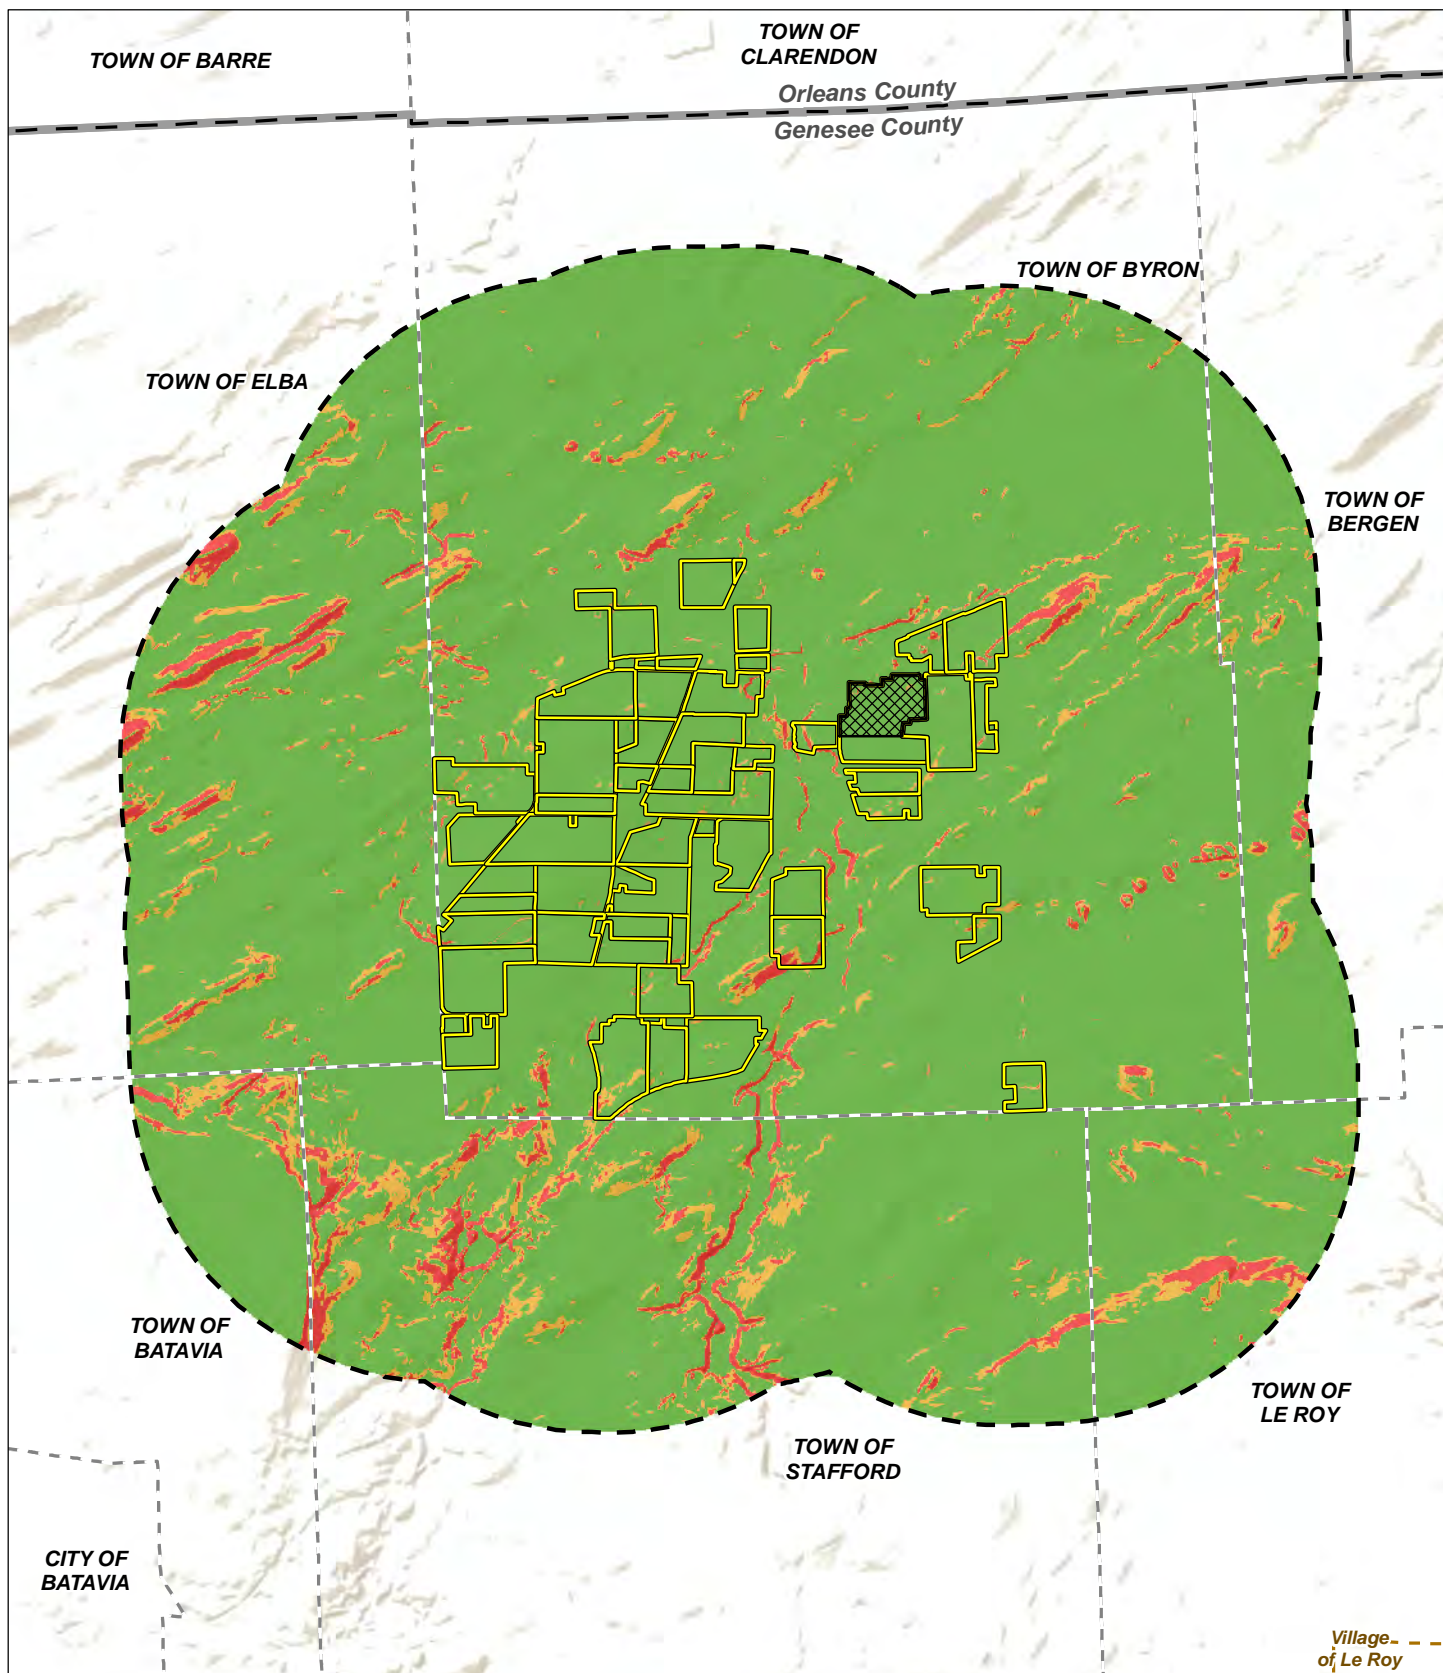 TOWN OF BARRE
TOWN OF
CLARENDON
Orleans County
Genesee County
TOWN OF BYRON
TOWN OF ELBA
TOWN OF
BERGEN
TOWN OF
BATAVIA
TOWN OF
LE ROY
TOWN OF
STAFFORD
CITY OF
BATAVIA
Village
of Le Roy